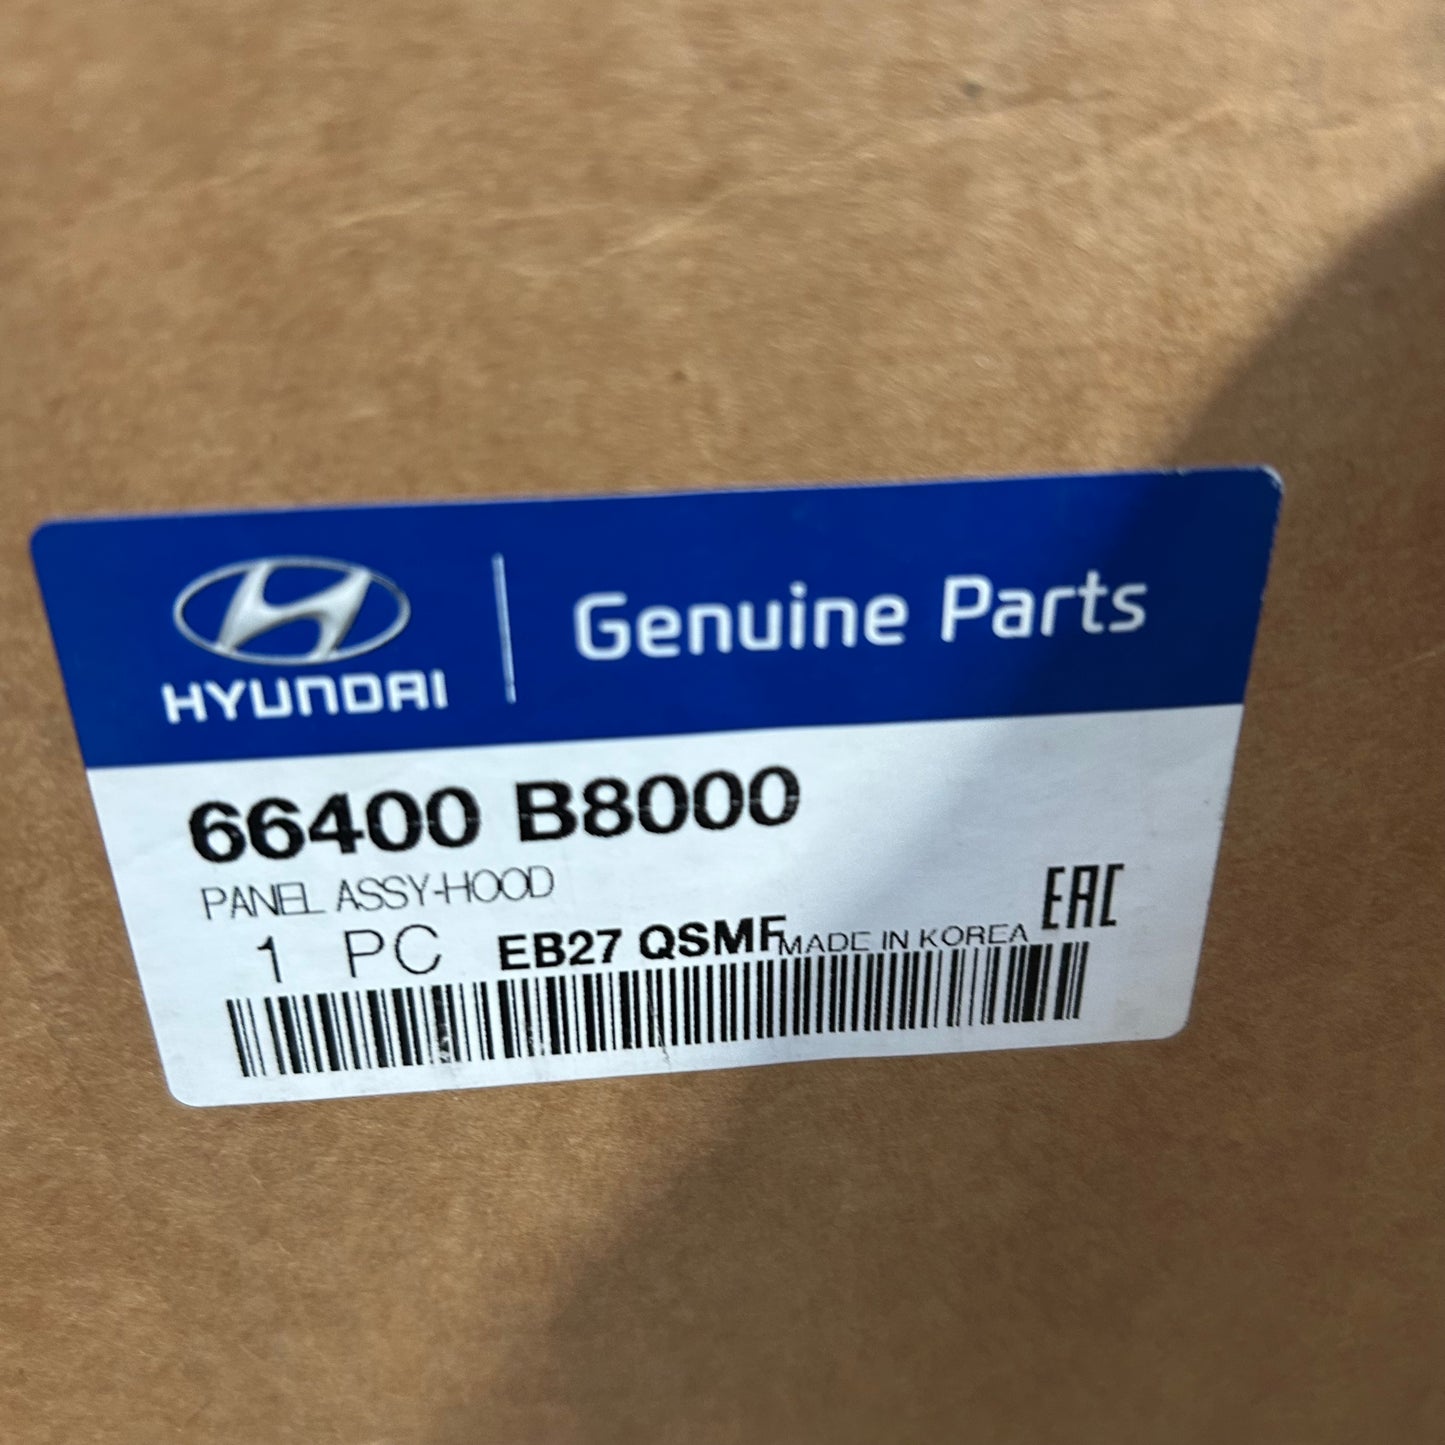 HYUNDAI
Genuine Parts
66400 B8000
PANEL ASSY-HOOD
1 PC EB27 QSMF MADE IN KOREA EAC